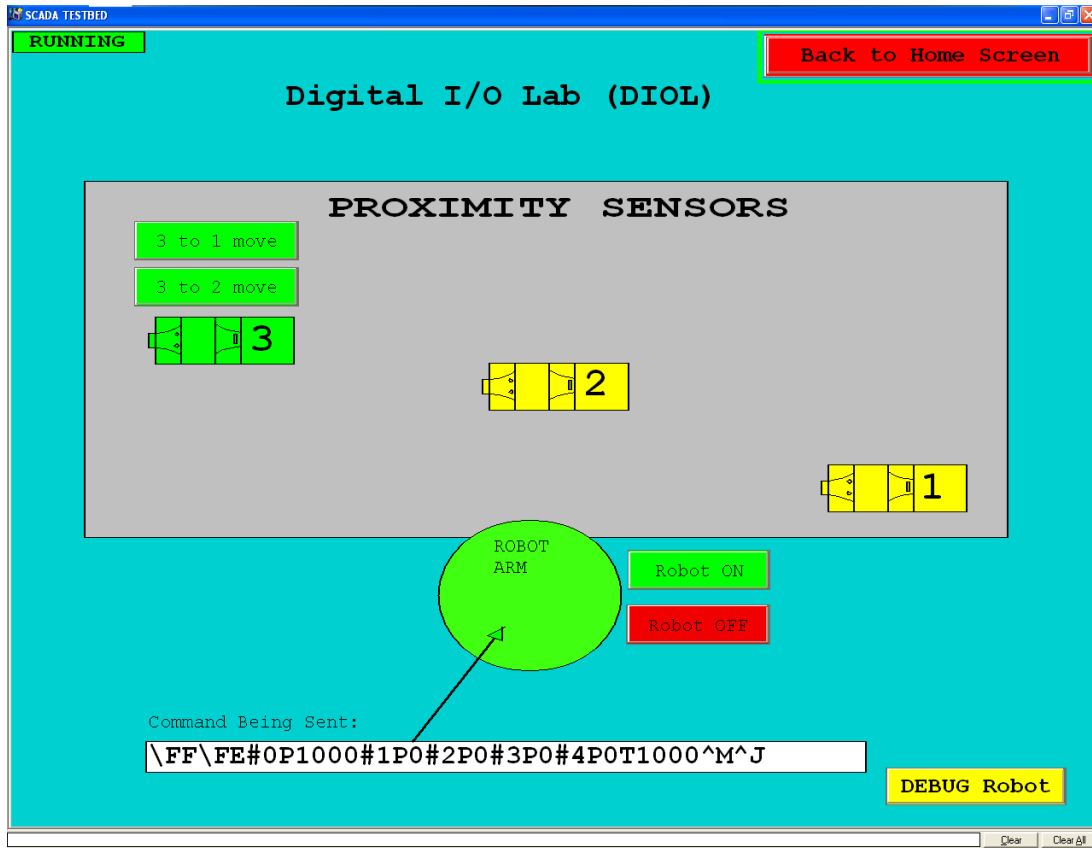 SCADA TESTBED
RUNNING
Back to Home Screen
Digital I/O Lab (DIOL)
PROXIMITY SENSORS
3 to 1 move
3 to 2 move
3
2
1
ROBOT
ARM
Robot ON
Robot OFF
Command Being Sent:
\FF\FE#0P1000#1P0#2P0#3P0#4P0T1000^M^J
DEBUG Robot
Clear
Clear All